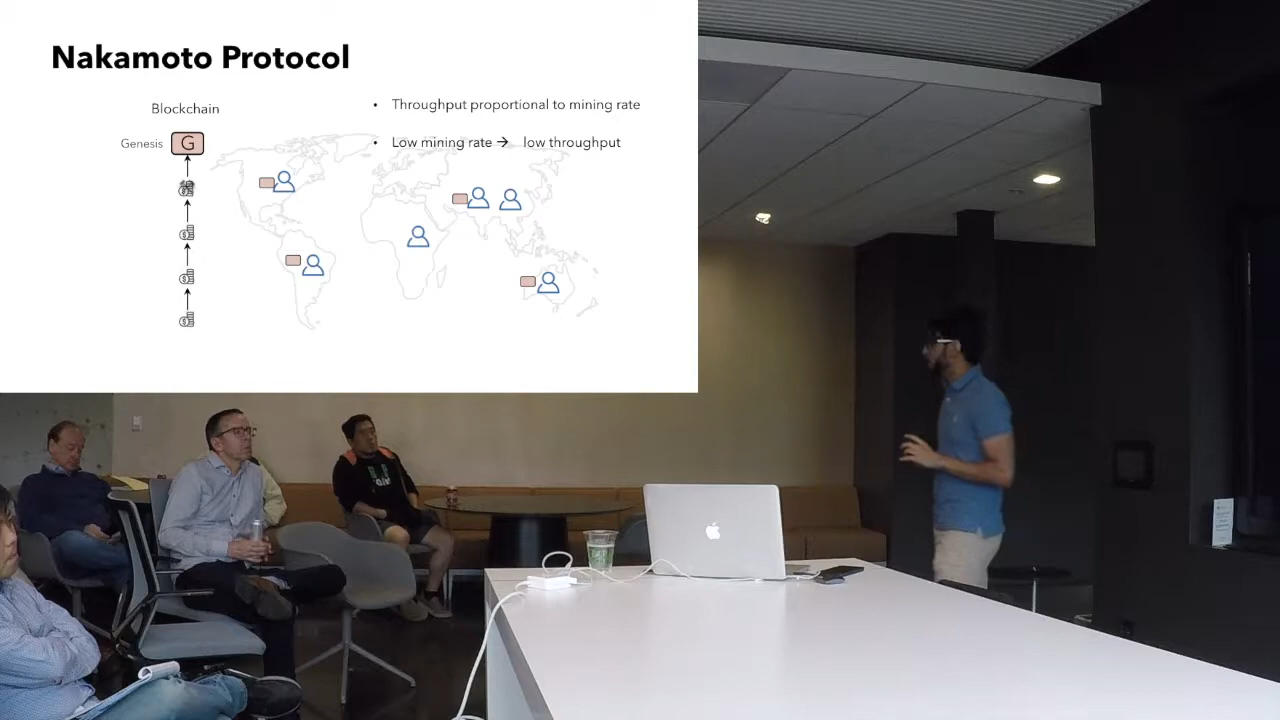 Nakamoto Protocol
Blockchain
Genesis G
• Throughput proportional to mining rate
• Low mining rate → low throughput